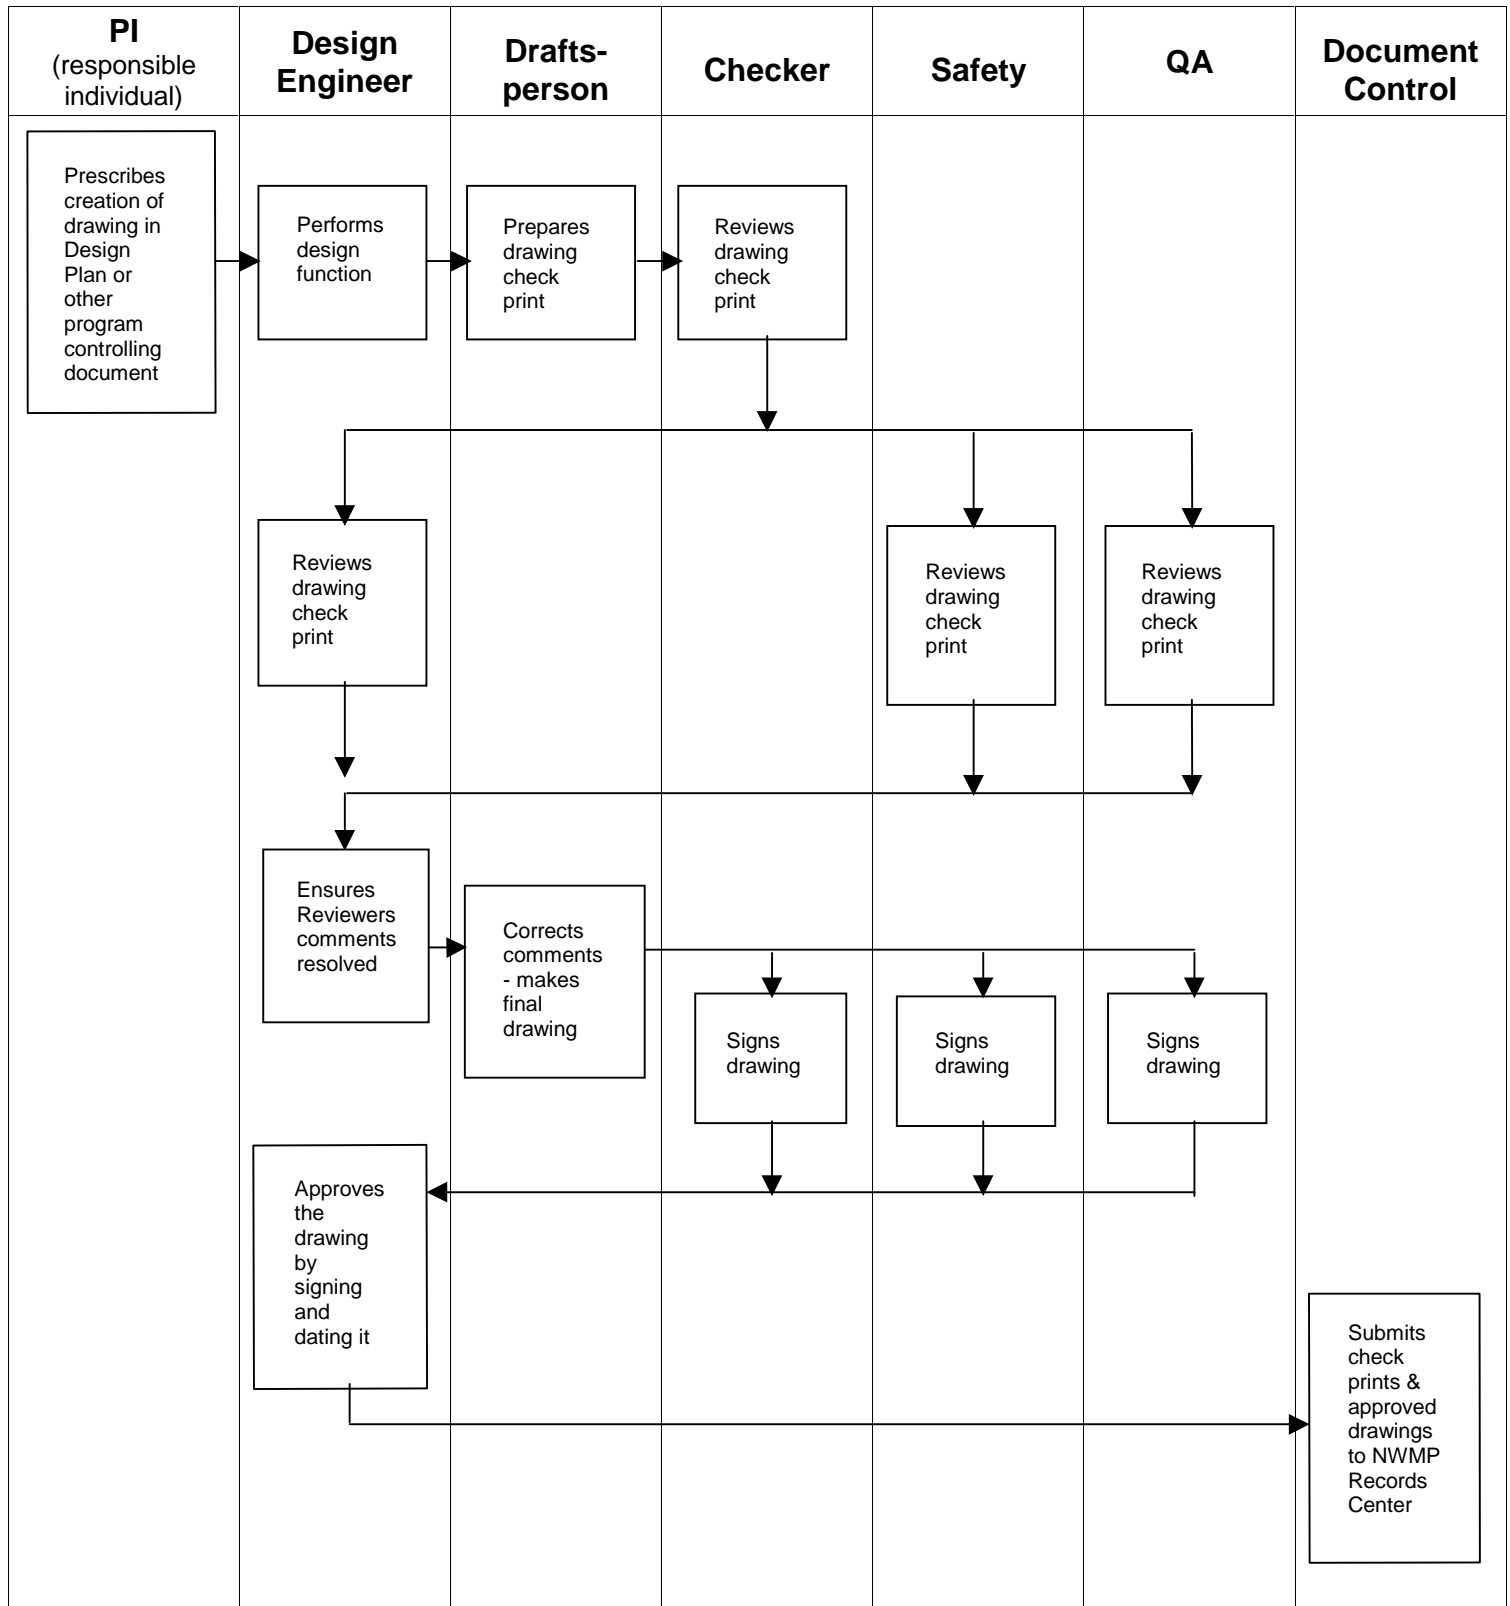 PI
(responsible
individual)
Design
Engineer
Drafts-
person
Checker
Safety
QA
Document
Control
Prescribes
creation of
drawing in
Design
Plan or
other
program
controlling
document
Performs
design
function
Prepares
drawing
check
print
Reviews
drawing
check
print
Reviews
drawing
check
print
Reviews
drawing
check
print
Reviews
drawing
check
print
Ensures
Reviewers
comments
resolved
Corrects
comments
- makes
final
drawing
Signs
drawing
Signs
drawing
Signs
drawing
Approves
the
drawing
by
signing
and
dating it
Submits
check
prints &
approved
drawings
to NWMP
Records
Center